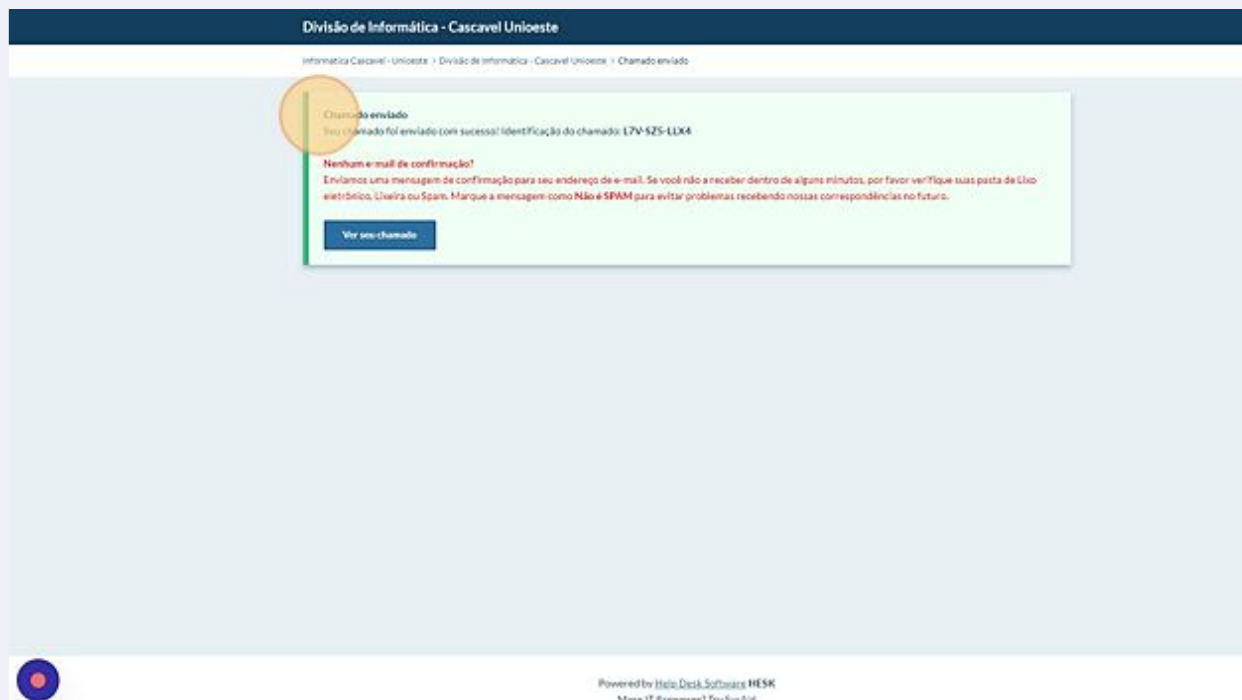 Divisão de Informática - Cascavel Unioeste
Informática Cascavel - Unioeste > Divisão de Informática - Cascavel Unioeste > Chamado enviado
Chamado enviado
Seu chamado foi enviado com sucesso! Identificação do chamado: L7V-SZ5-LLX4
Nenhum e-mail de confirmação?
Enviamos uma mensagem de confirmação para seu endereço de e-mail. Se você não a receber dentro de alguns minutos, por favor verifique suas pasta de Lixo
eletrônico, Lixeira ou Spam. Marque a mensagem como Não é SPAM para evitar problemas recebendo nossas correspondências no futuro.
Ver seu chamado
Powered by Help Desk Software HESK